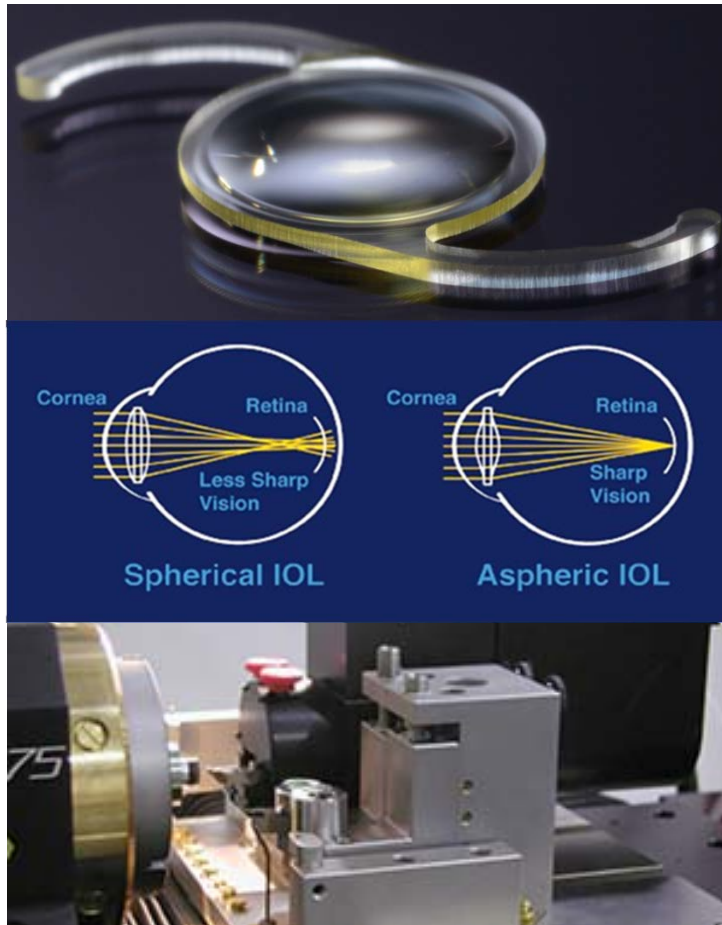 Cornea
Retina
Less Sharp
Vision
Spherical IOL
Cornea
Retina
Sharp
Vision
Aspheric IOL
75